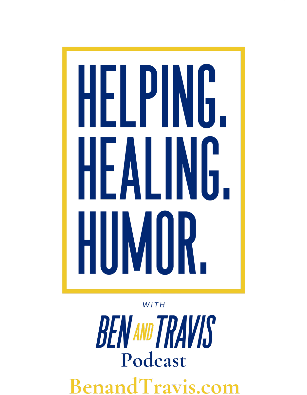 HELPING.
HEALING.
HUMOR.
WITH
BEN AND TRAVIS
Podcast
BenandTravis.com